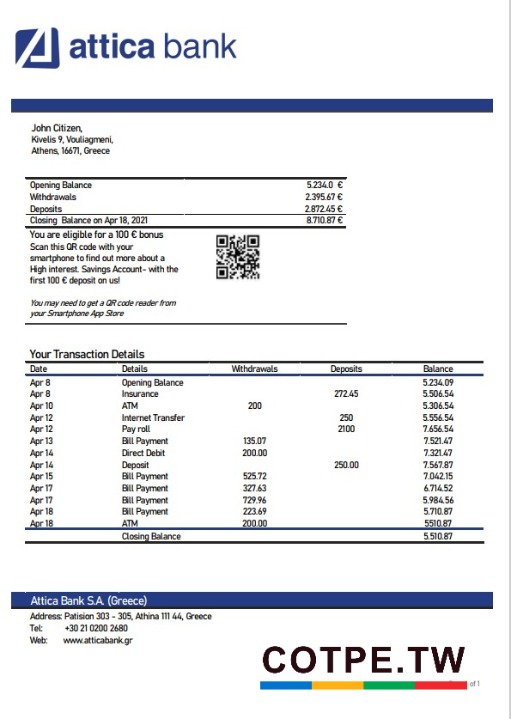 attica bank
John Citizen,
Kivelis 9, Vouliagmeni,
Athens, 16671, Greece
Opening Balance 5.234.0 €
Withdrawals 2.395.67 €
Deposits 2.872.45 €
Closing Balance on Apr 18, 2021 8.710.87 €
You are eligible for a 100 € bonus
Scan this QR code with your
smartphone to find out more about a
High interest. Savings Account- with the
first 100 € deposit on us!
You may need to get a QR code reader from
your Smartphone App Store
Your Transaction Details
Date Details Withdrawals Deposits Balance
Apr 8 Opening Balance 5.234.09
Apr 8 Insurance 272.45 5.506.54
Apr 10 ATM 200 5.306.54
Apr 12 Internet Transfer 250 5.556.54
Apr 12 Pay roll 2100 7.656.54
Apr 13 Bill Payment 135.07 7.521.47
Apr 14 Direct Debit 200.00 7.321.47
Apr 14 Deposit 250.00 7.567.87
Apr 15 Bill Payment 525.72 7.042.15
Apr 17 Bill Payment 327.63 6.714.52
Apr 17 Bill Payment 729.96 5.984.56
Apr 18 Bill Payment 223.69 5.710.87
Apr 18 ATM 200.00 5510.87
Closing Balance 5.510.87
Attica Bank S.A. (Greece)
Address: Patision 303 - 305, Athina 111 44, Greece
Tel: +30 21 0200 2680
Web: www.atticabank.gr
COTPE.TW
of 1